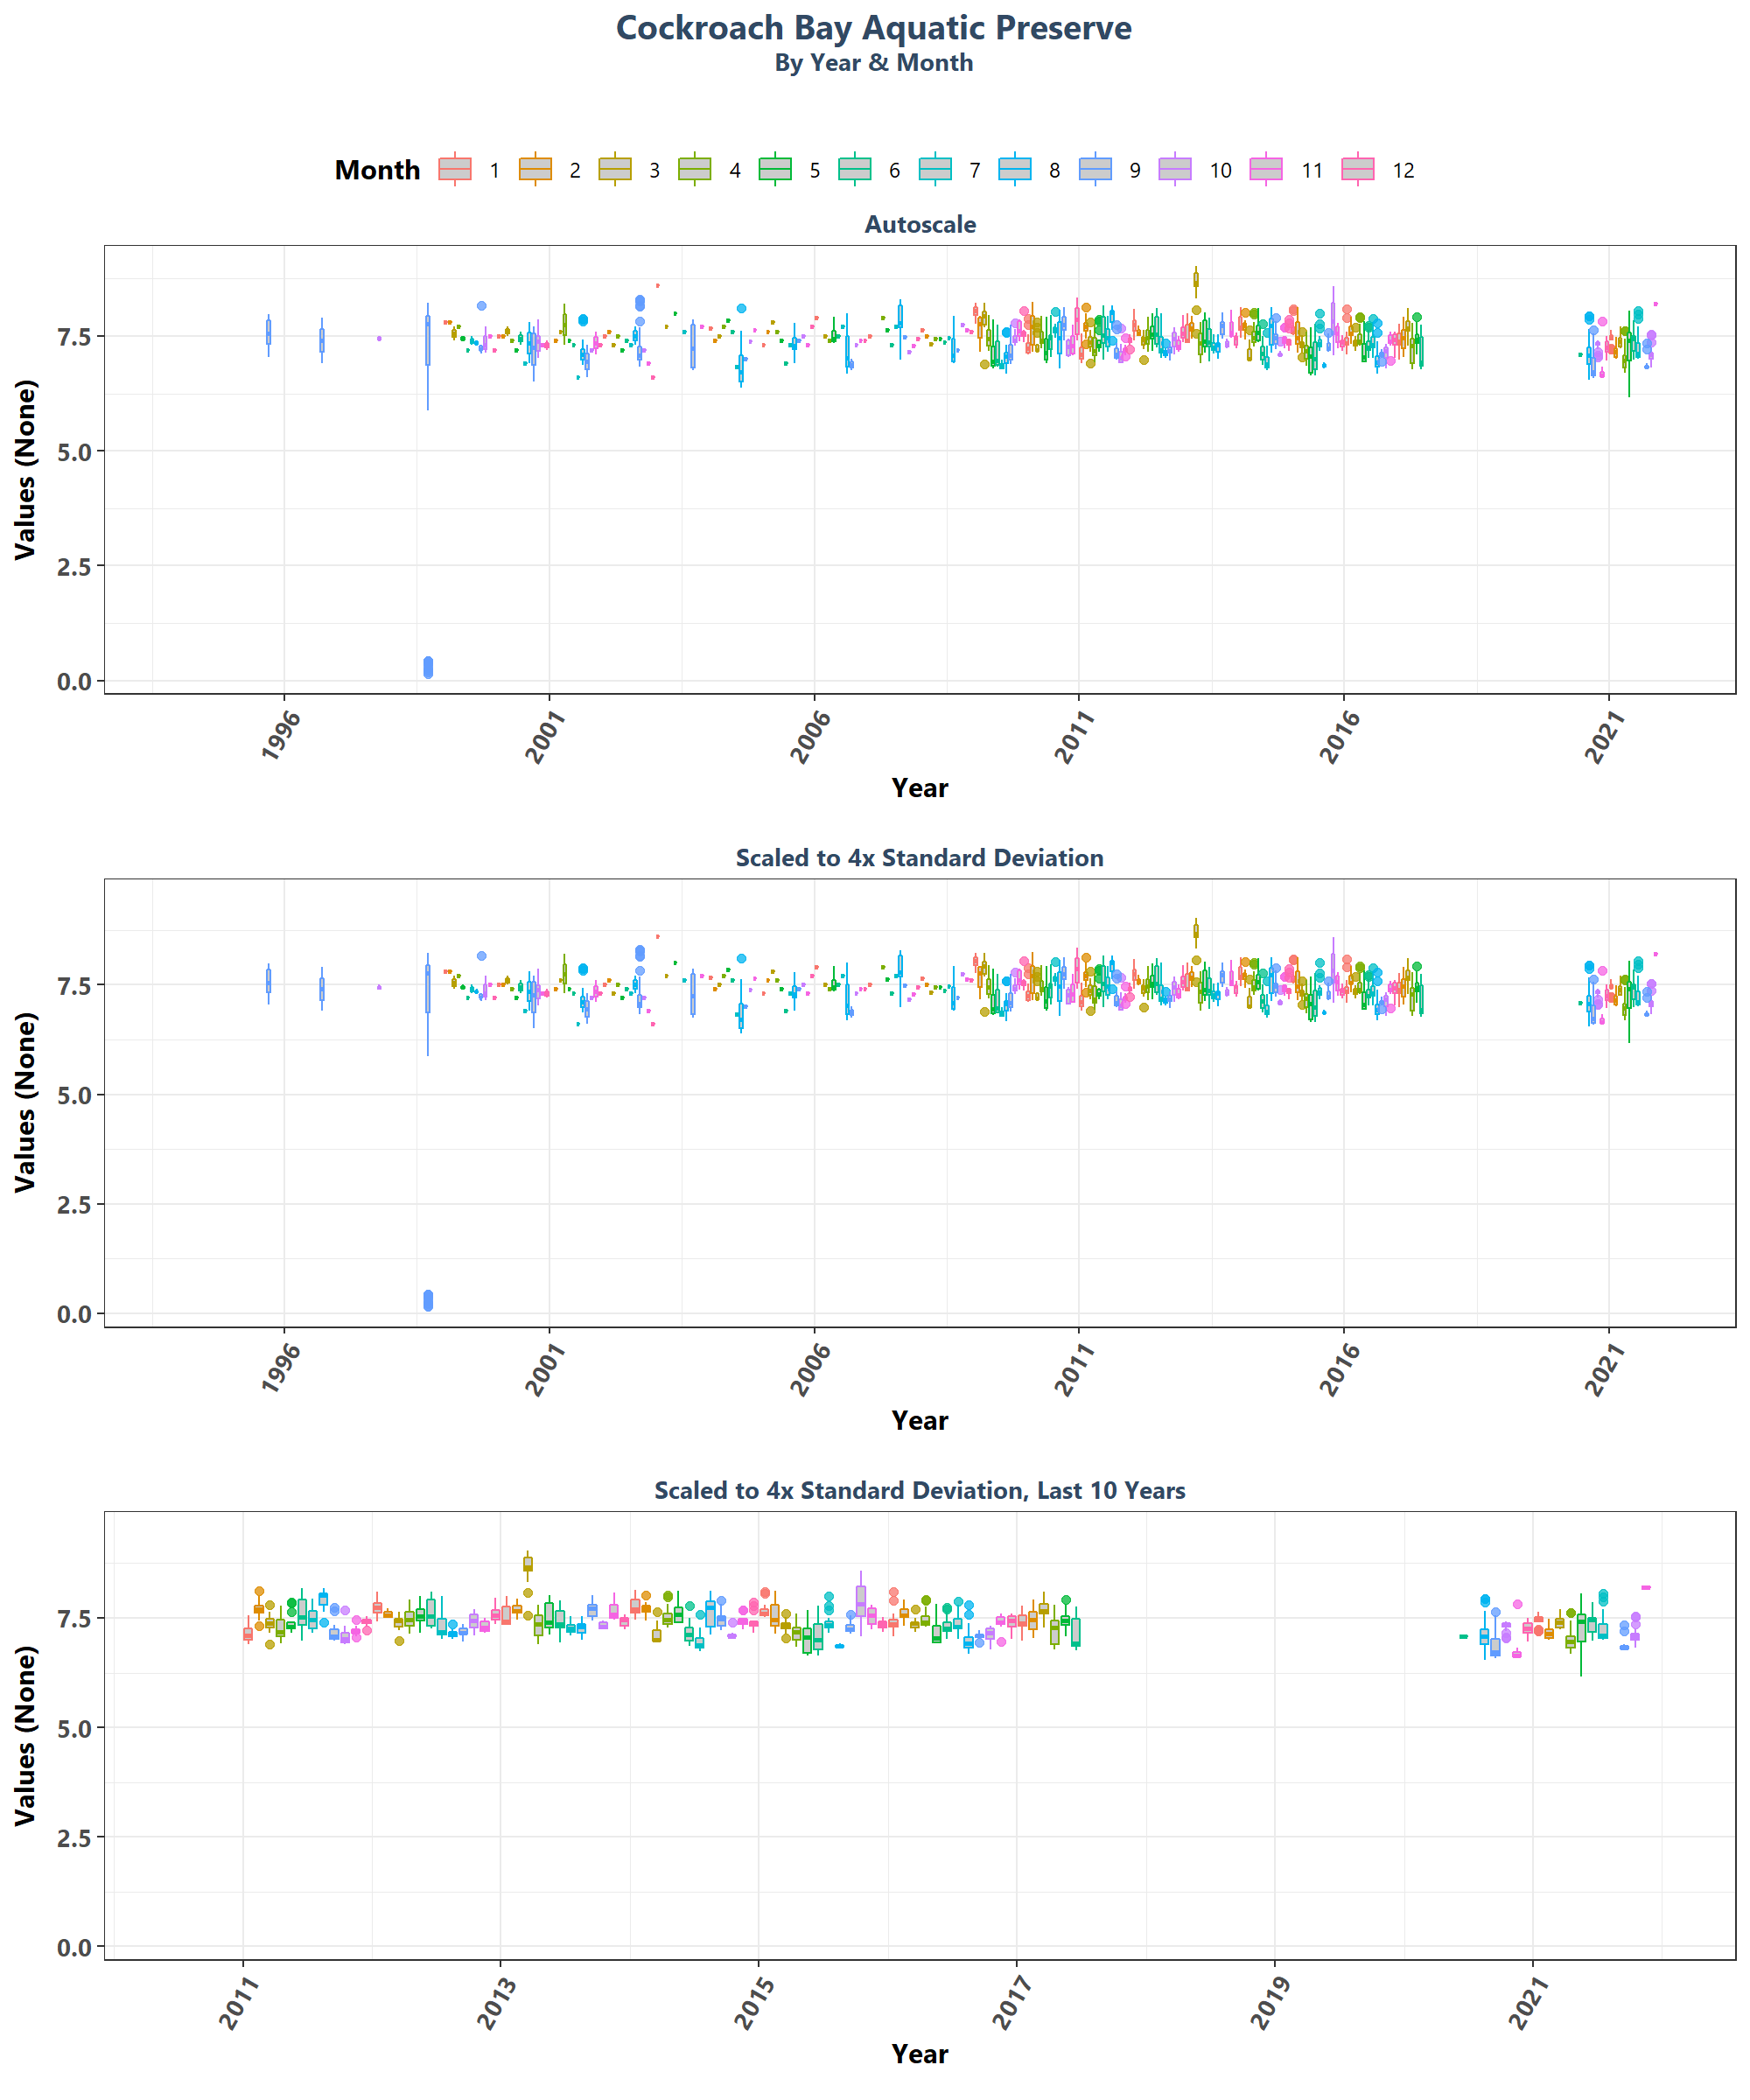 Cockroach Bay Aquatic Preserve
By Year & Month
Month 1 2 3 4 5 6 7 8 9 10 11 12
Autoscale
Values (None)
7.5
5.0
2.5
0.0
1996 2001 2006 2011 2016 2021
Year
Scaled to 4x Standard Deviation
Values (None)
7.5
5.0
2.5
0.0
1996 2001 2006 2011 2016 2021
Year
Scaled to 4x Standard Deviation, Last 10 Years
Values (None)
7.5
5.0
2.5
0.0
2011 2013 2015 2017 2019 2021
Year